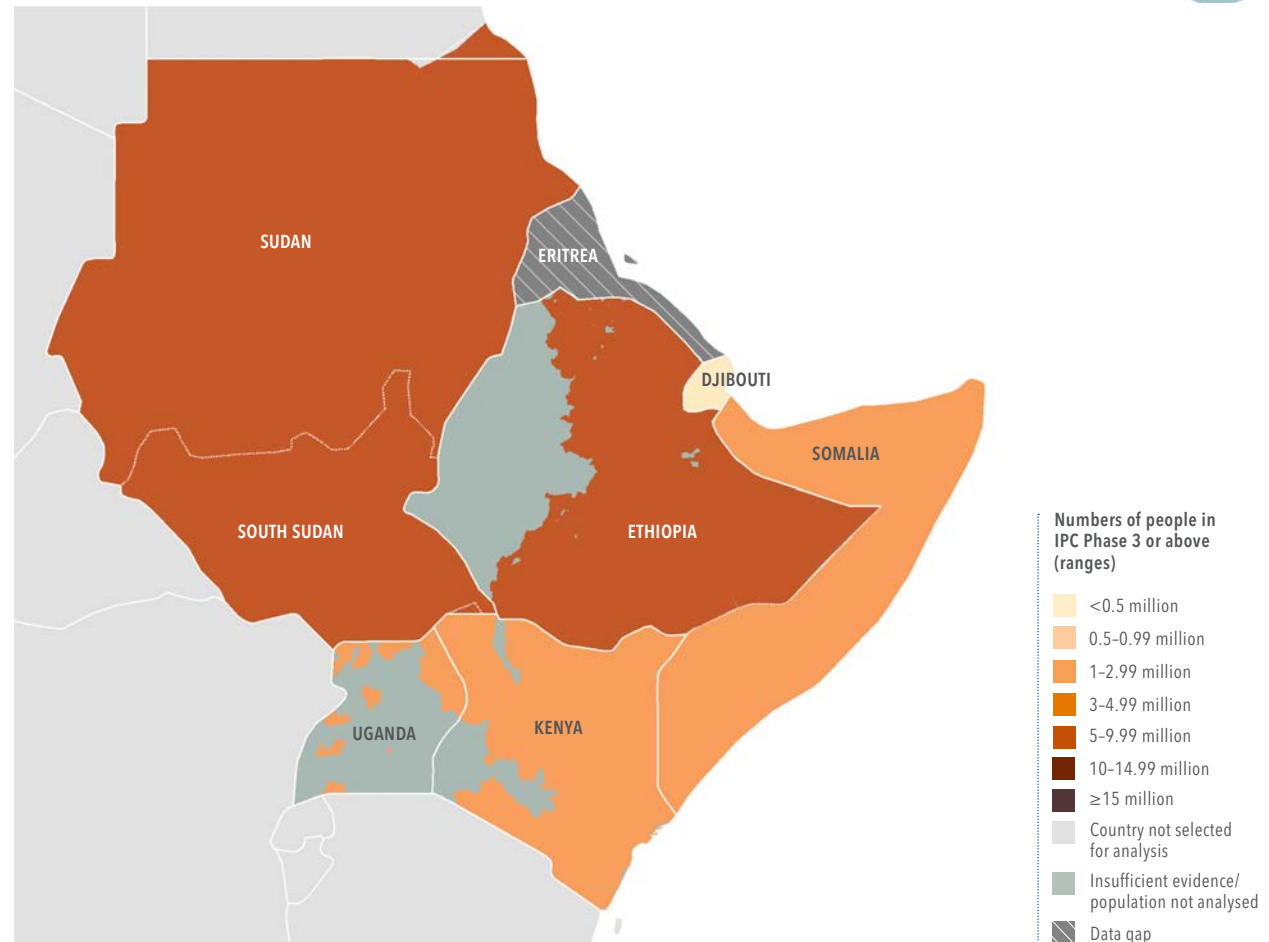 SUDAN
ERITREA
DJIBOUTI
SOMALIA
SOUTH SUDAN
ETHIOPIA
UGANDA
KENYA
Numbers of people in
IPC Phase 3 or above
(ranges)
<0.5 million
0.5–0.99 million
1–2.99 million
3–4.99 million
5–9.99 million
10–14.99 million
≥15 million
Country not selected
for analysis
Insufficient evidence/
population not analysed
Data gap